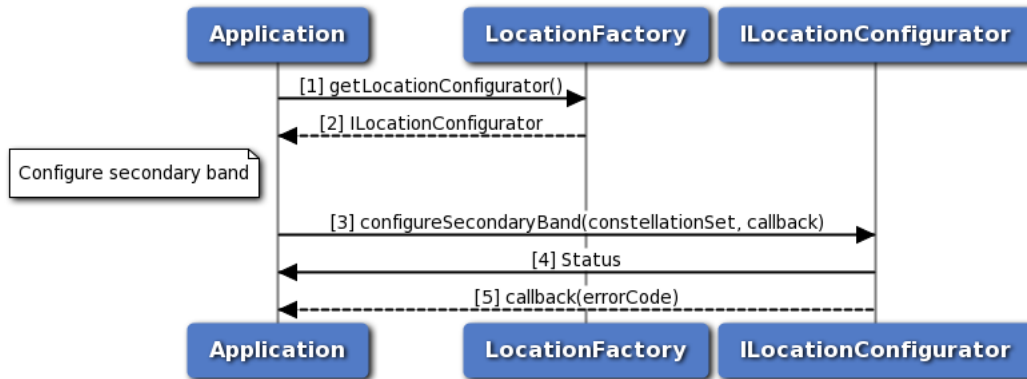 Application
LocationFactory
ILocationConfigurator
[1] getLocationConfigurator()
[2] ILocationConfigurator
Configure secondary band
[3] configureSecondaryBand(constellationSet, callback)
[4] Status
[5] callback(errorCode)
Application
LocationFactory
ILocationConfigurator